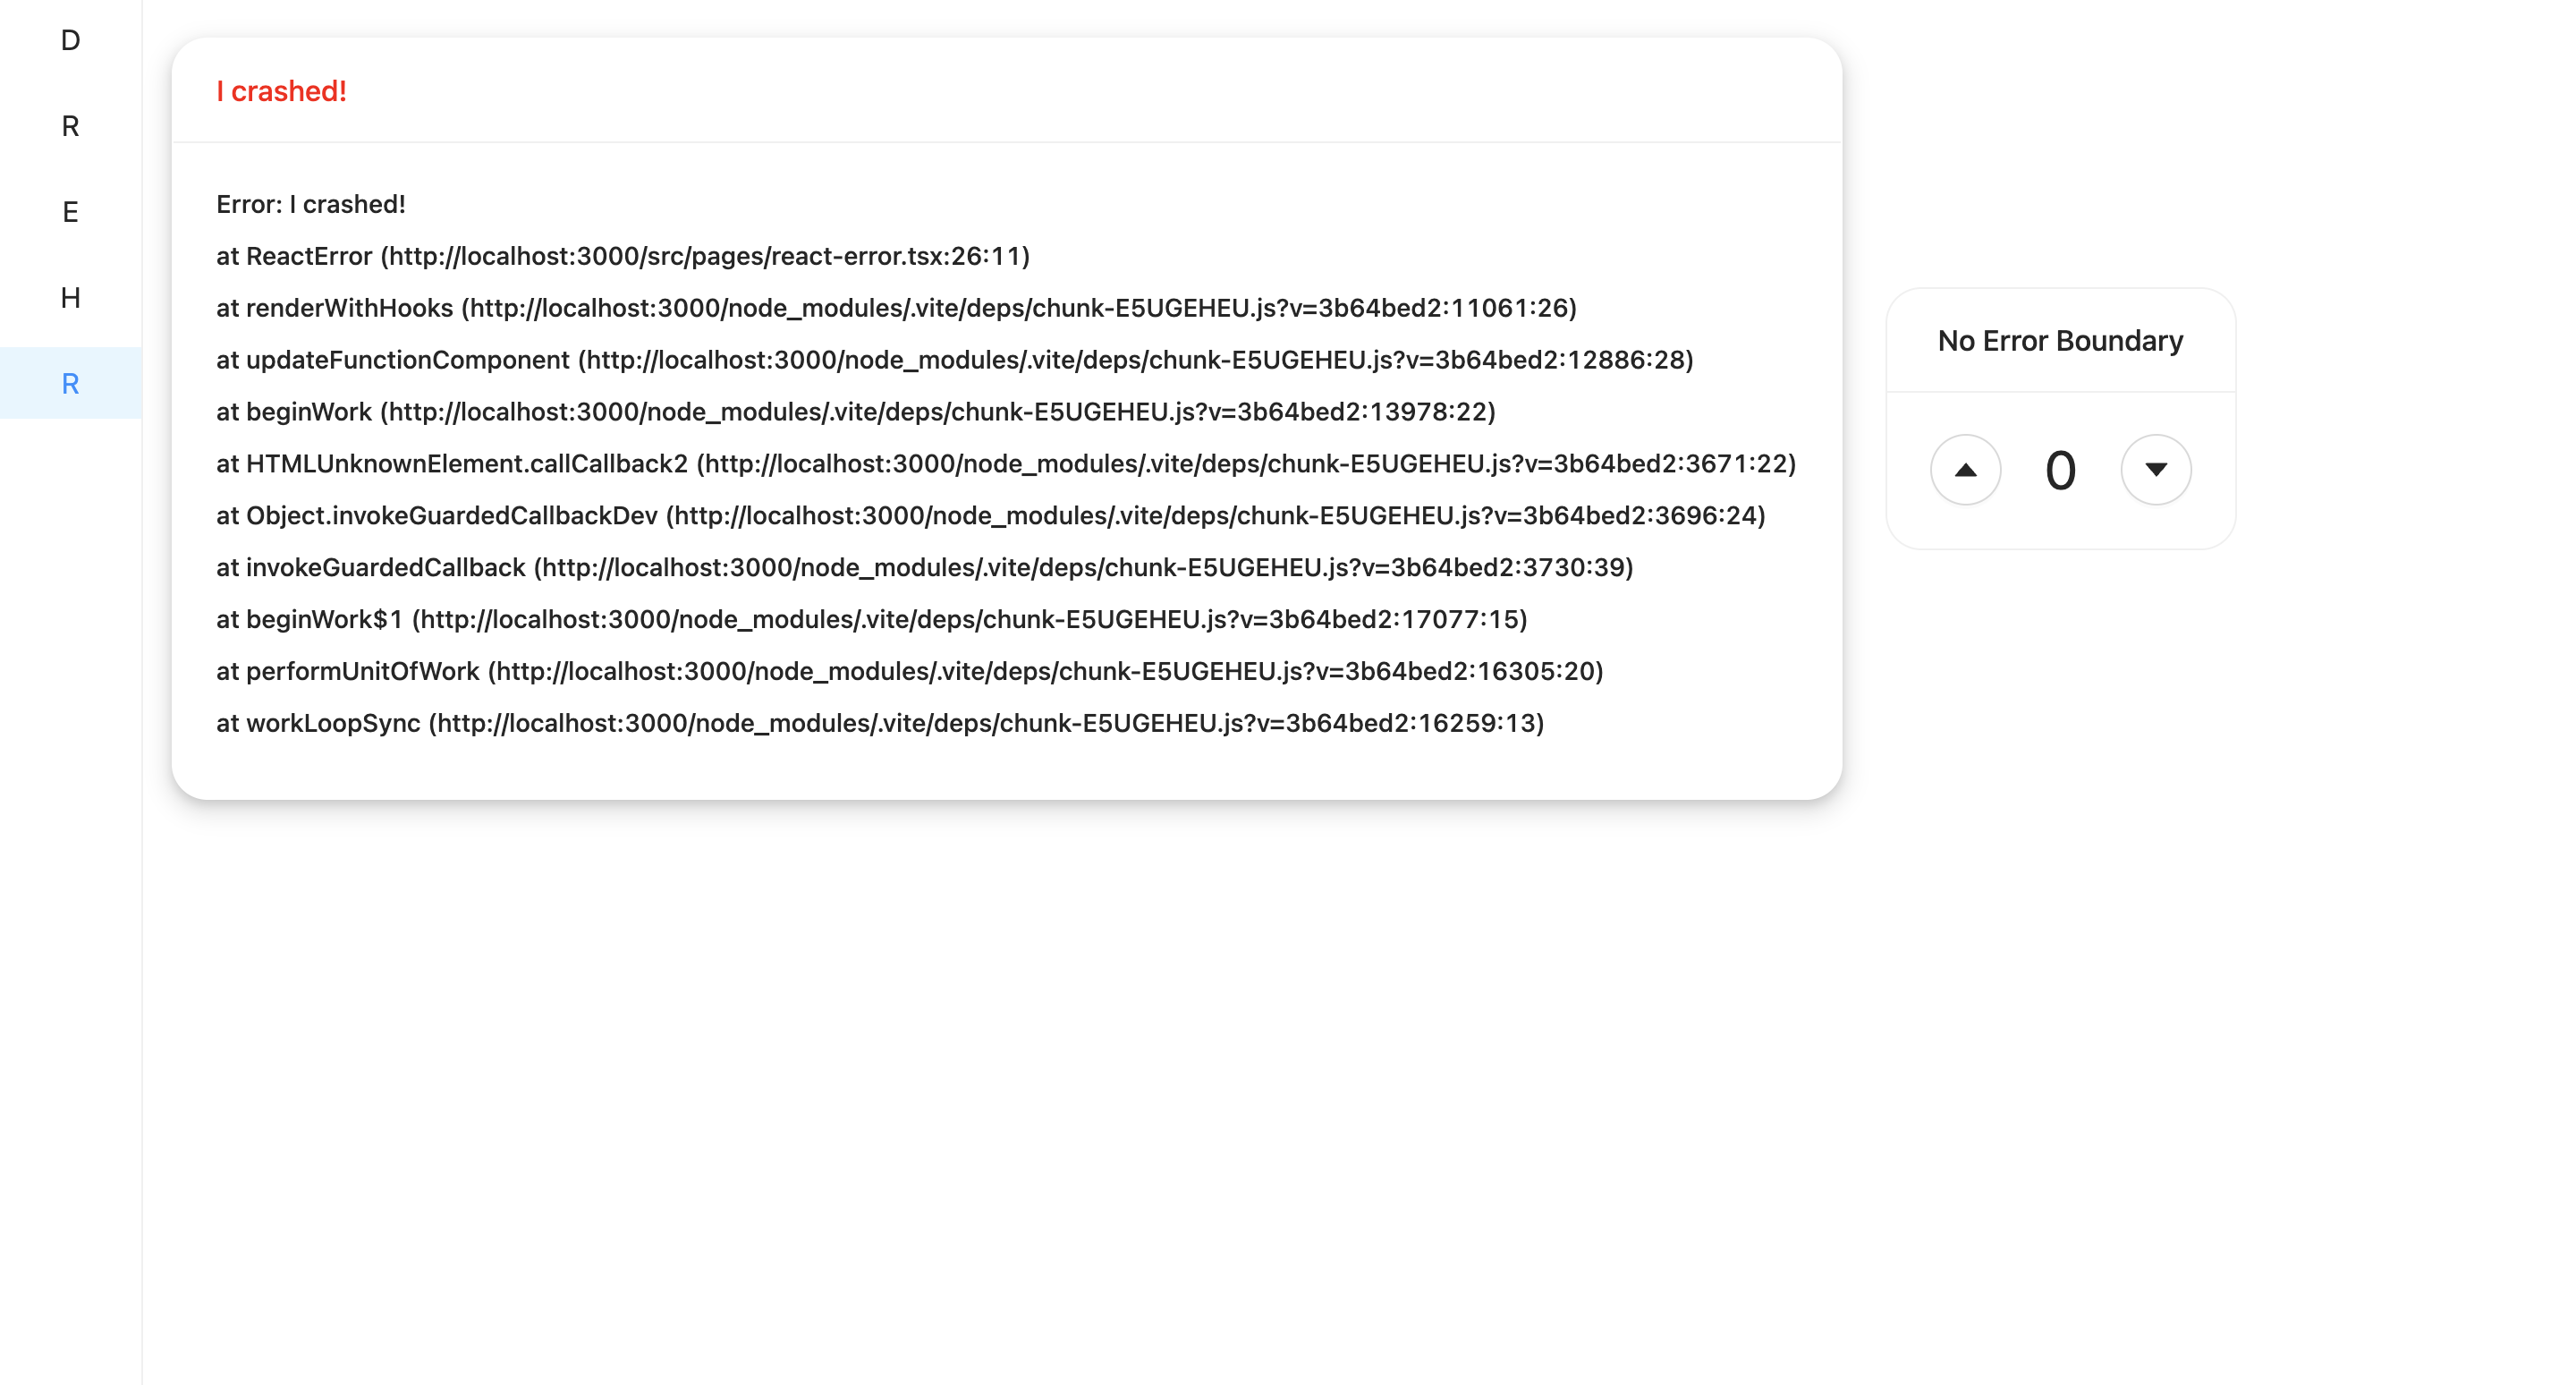 D
R
E
H
R
I crashed!
Error: I crashed!
at ReactError (http://localhost:3000/src/pages/react-error.tsx:26:11)
at renderWithHooks (http://localhost:3000/node_modules/.vite/deps/chunk-E5UGEHEU.js?v=3b64bed2:11061:26)
at updateFunctionComponent (http://localhost:3000/node_modules/.vite/deps/chunk-E5UGEHEU.js?v=3b64bed2:12886:28)
at beginWork (http://localhost:3000/node_modules/.vite/deps/chunk-E5UGEHEU.js?v=3b64bed2:13978:22)
at HTMLUnknownElement.callCallback2 (http://localhost:3000/node_modules/.vite/deps/chunk-E5UGEHEU.js?v=3b64bed2:3671:22)
at Object.invokeGuardedCallbackDev (http://localhost:3000/node_modules/.vite/deps/chunk-E5UGEHEU.js?v=3b64bed2:3696:24)
at invokeGuardedCallback (http://localhost:3000/node_modules/.vite/deps/chunk-E5UGEHEU.js?v=3b64bed2:3730:39)
at beginWork$1 (http://localhost:3000/node_modules/.vite/deps/chunk-E5UGEHEU.js?v=3b64bed2:17077:15)
at performUnitOfWork (http://localhost:3000/node_modules/.vite/deps/chunk-E5UGEHEU.js?v=3b64bed2:16305:20)
at workLoopSync (http://localhost:3000/node_modules/.vite/deps/chunk-E5UGEHEU.js?v=3b64bed2:16259:13)
No Error Boundary
0